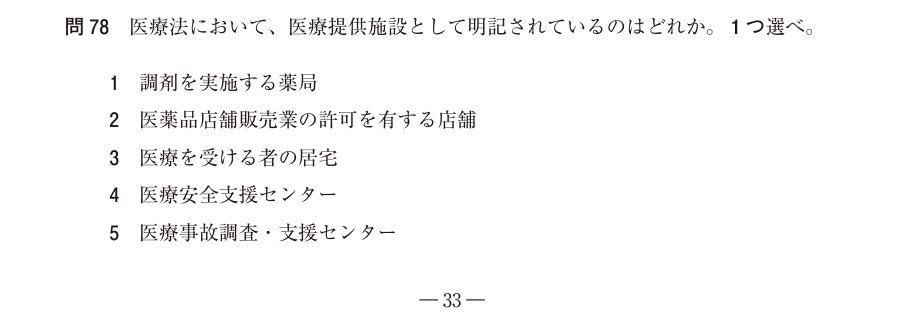 問78 医療法において、医療提供施設として明記されているのはどれか。1つ選べ。
1 調剤を実施する薬局
2 医薬品店舗販売業の許可を有する店舗
3 医療を受ける者の居宅
4 医療安全支援センター
5 医療事故調査・支援センター
— 33 —